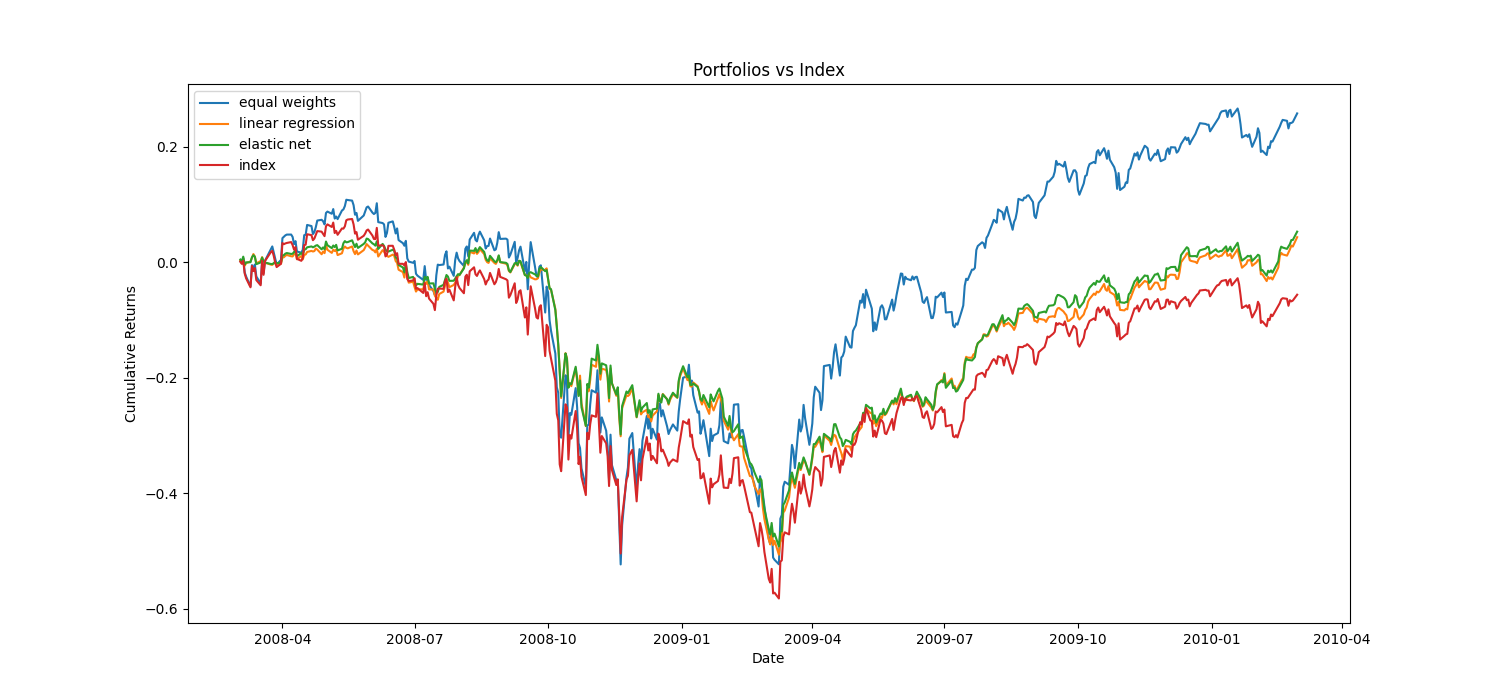 Portfolios vs Index
equal weights
linear regression
elastic net
index
Cumulative Returns
0.2
0.0
−0.2
−0.4
−0.6
2008-04 2008-07 2008-10 2009-01 2009-04 2009-07 2009-10 2010-01 2010-04
Date